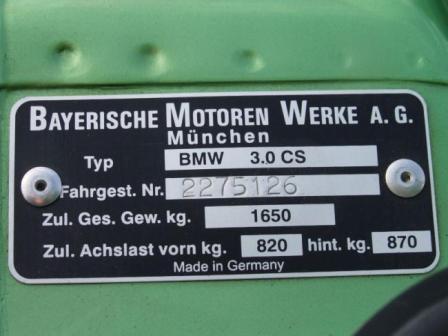 BAYERISCHE MOTOREN WERKE A. G.
München
Typ BMW 3.0 CS
Fahrgest. Nr. 2275126
Zul. Ges. Gew. kg. 1650
Zul. Achslast vorn kg. 820 hint. kg. 870
Made in Germany